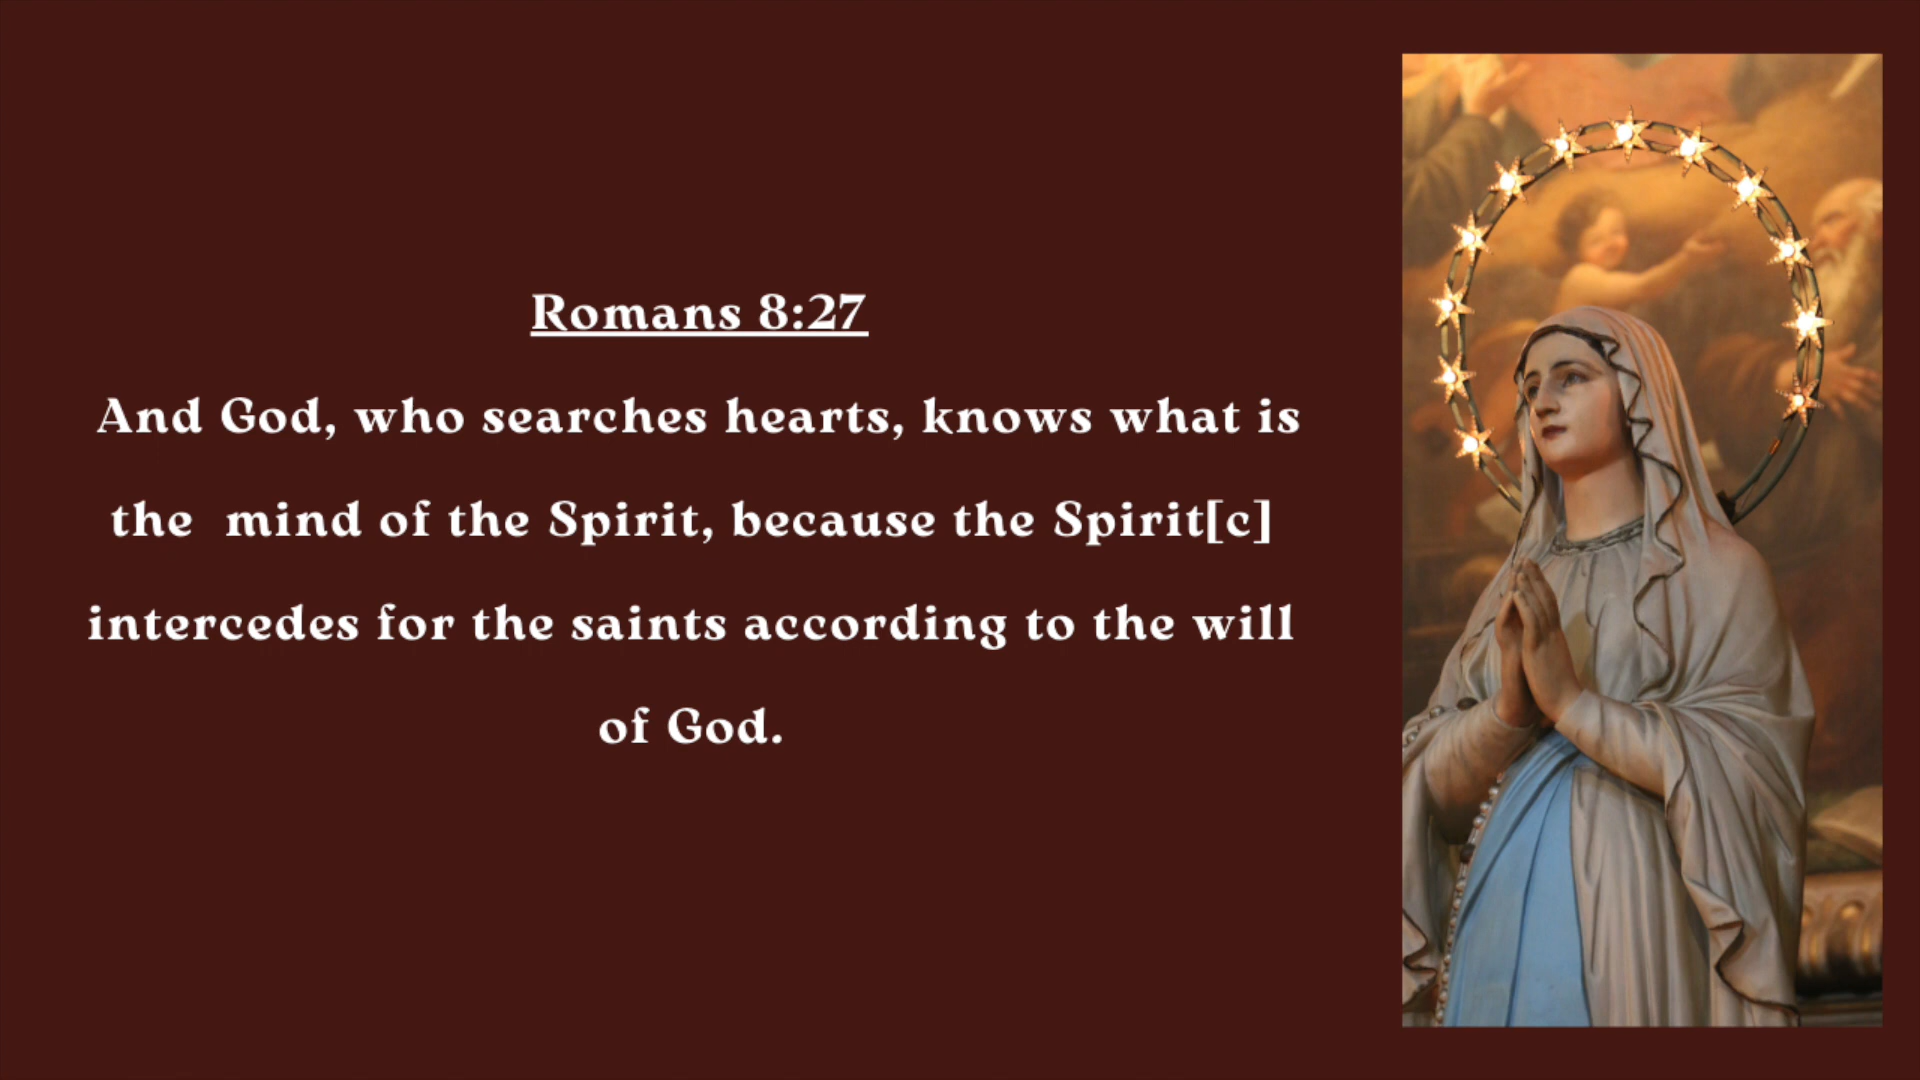 Romans 8:27
And God, who searches hearts, knows what is
the  mind of the Spirit, because the Spirit[c]
intercedes for the saints according to the will
of God.